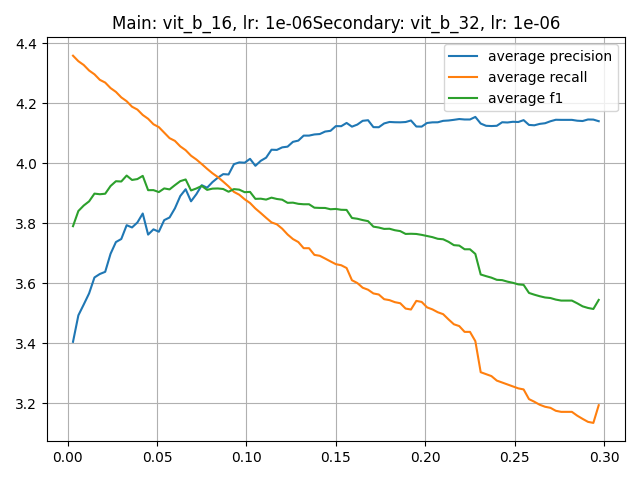 Main: vit_b_16, lr: 1e-06Secondary: vit_b_32, lr: 1e-06
average precision
average recall
average f1
4.4
4.2
4.0
3.8
3.6
3.4
3.2
0.00 0.05 0.10 0.15 0.20 0.25 0.30